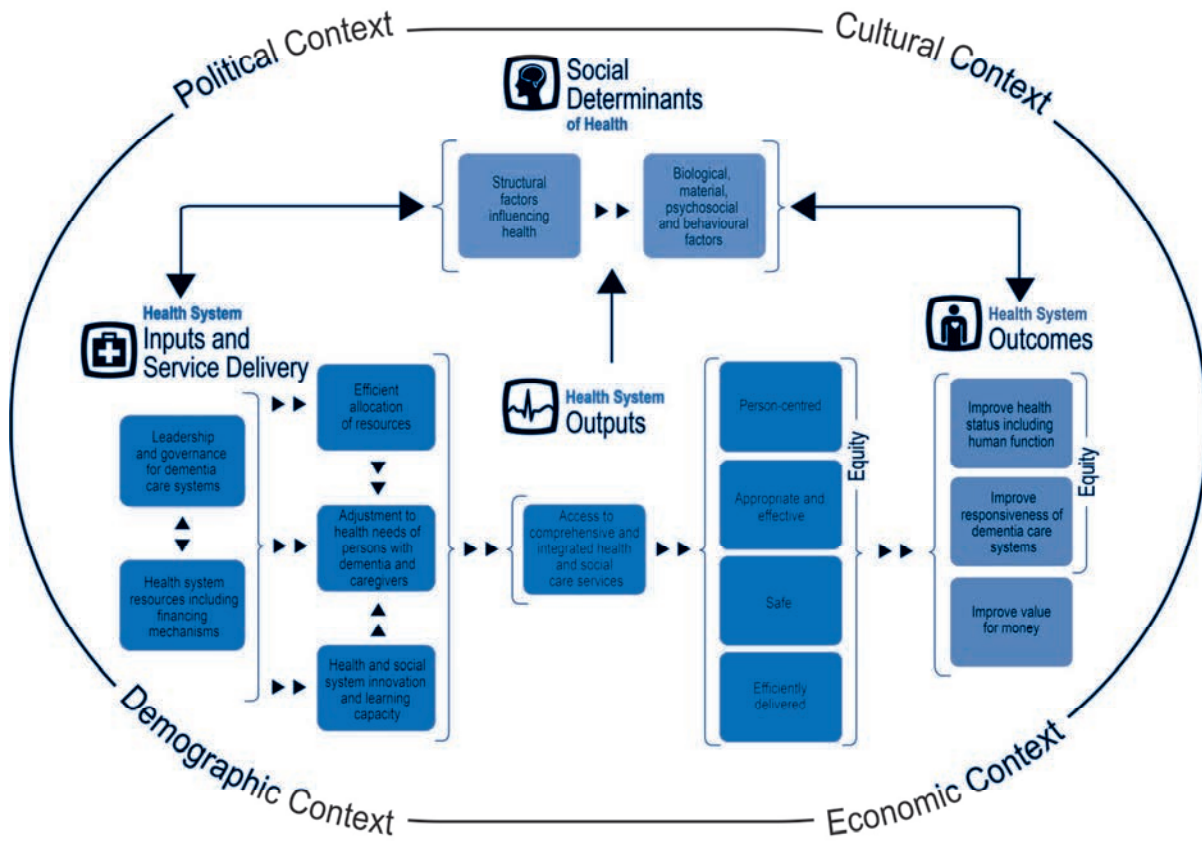 Political Context
Cultural Context
Social
Determinants
of Health
Structural
factors
influencing
health
Biological,
material,
psychosocial
and behavioural
factors
Health System
Inputs and
Service Delivery
Leadership
and governance
for dementia
care systems
Health system
resources including
financing
mechanisms
Efficient
allocation
of resources
Adjustment to
health needs of
persons with
dementia and
caregivers
Health and social
system innovation
and learning
capacity
Health System
Outputs
Access to
comprehensive and
integrated health
and social
care services
Person-centred
Appropriate and
effective
Safe
Efficiently
delivered
Equity
Health System
Outcomes
Improve health
status including
human function
Improve
responsiveness of
dementia care
systems
Improve value
for money
Equity
Demographic Context
Economic Context